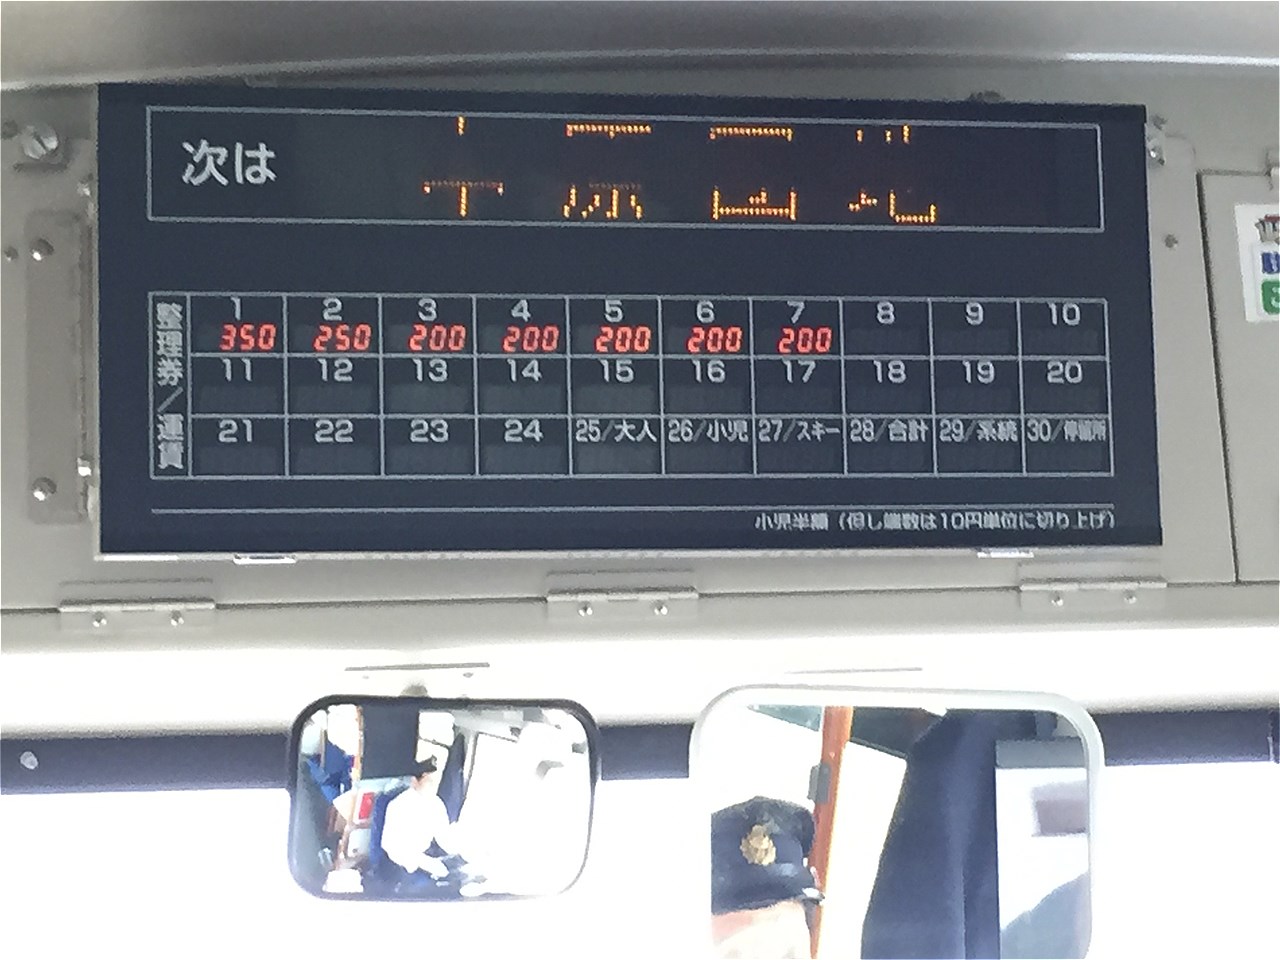 次は
整理券／運賃
1 2 3 4 5 6 7 8 9 10
350 250 200 200 200 200 200
11 12 13 14 15 16 17 18 19 20
21 22 23 24 25/大人 26/小児 27/スキー 28/合計 29/系統 30/停留所
小児半額（但し端数は10円単位に切り上げ）